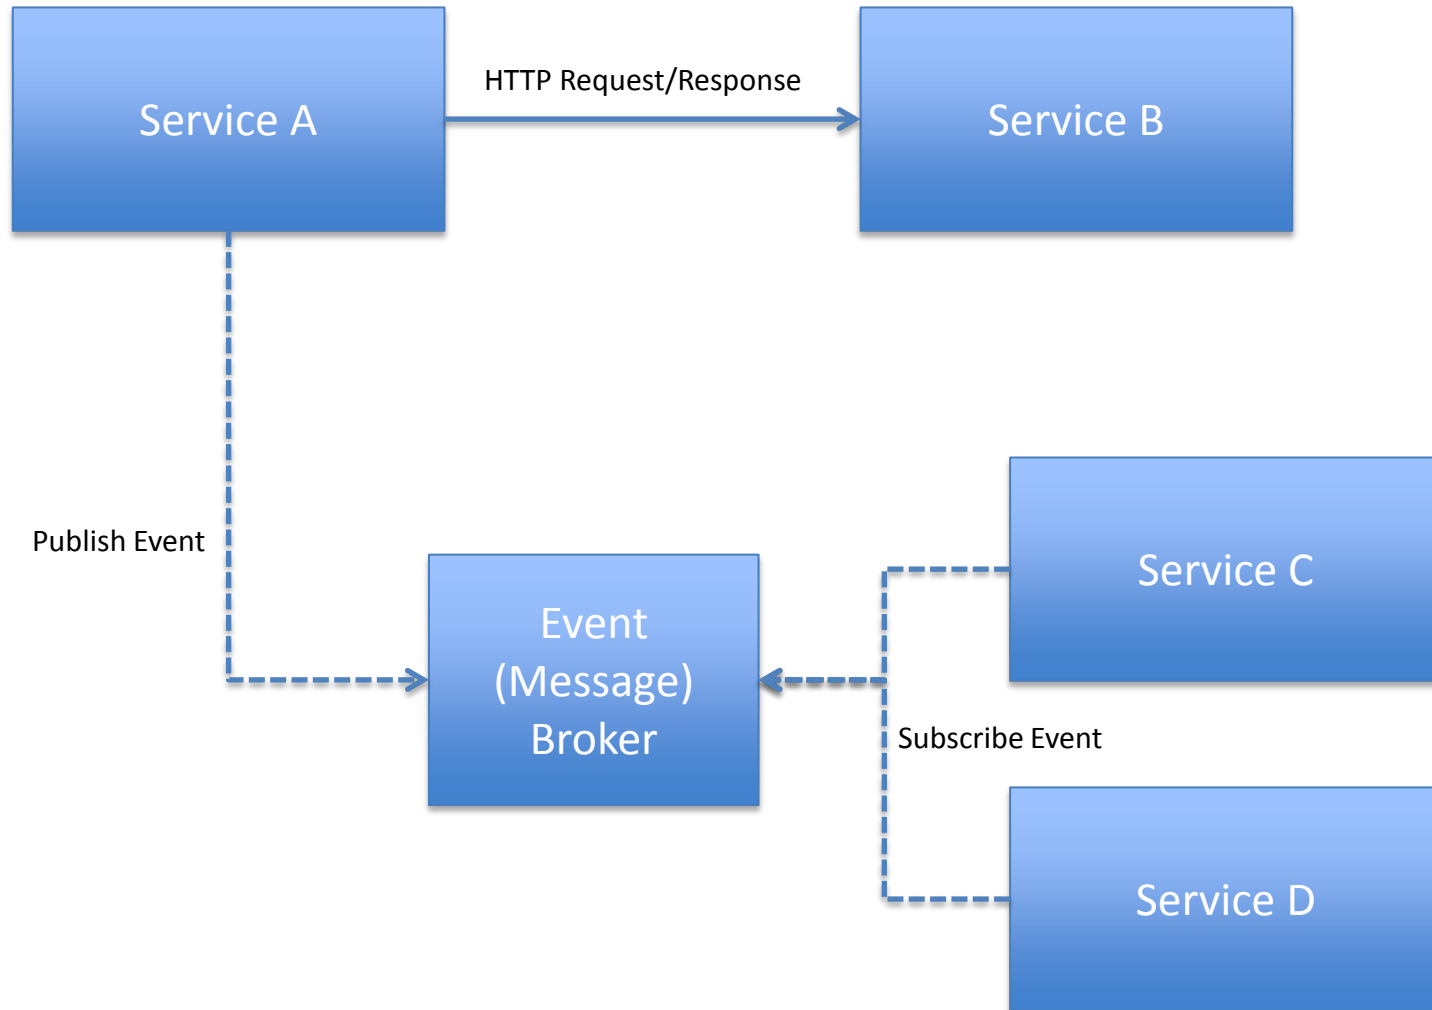 Service A
HTTP Request/Response
Service B
Publish Event
Event
(Message)
Broker
Service C
Subscribe Event
Service D